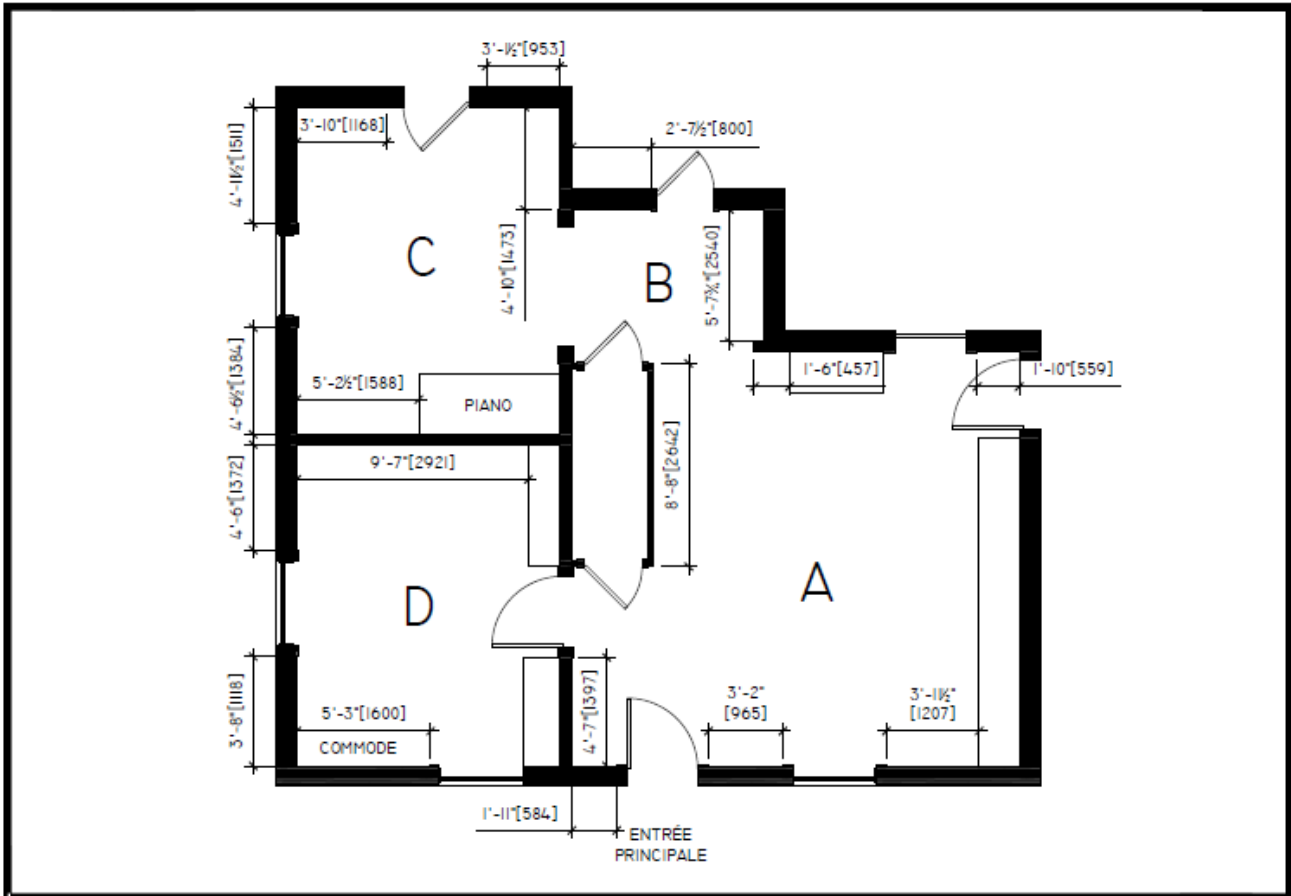 3'-1½"[953]
3'-10"[1168]
2'-7½"[800]
4'-11½"[1511]
C
4'-10"[1473]
B
5'-7¾"[2540]
4'-6½"[1384]
5'-2½"[1588]
PIANO
1'-6"[457]
1'-10"[559]
4'-6"[1372]
9'-7"[2921]
8'-8"[2642]
D
A
3'-8"[1118]
5'-3"[1600]
COMMODE
4'-7"[1397]
3'-2"
[965]
3'-11½"
[1207]
1'-11"[584]
ENTRÉE
PRINCIPALE